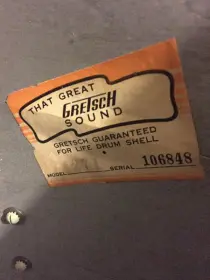 THAT GREAT
GRETSCH
SOUND
GRETSCH GUARANTEED
FOR LIFE DRUM SHELL
MODEL SERIAL 106848